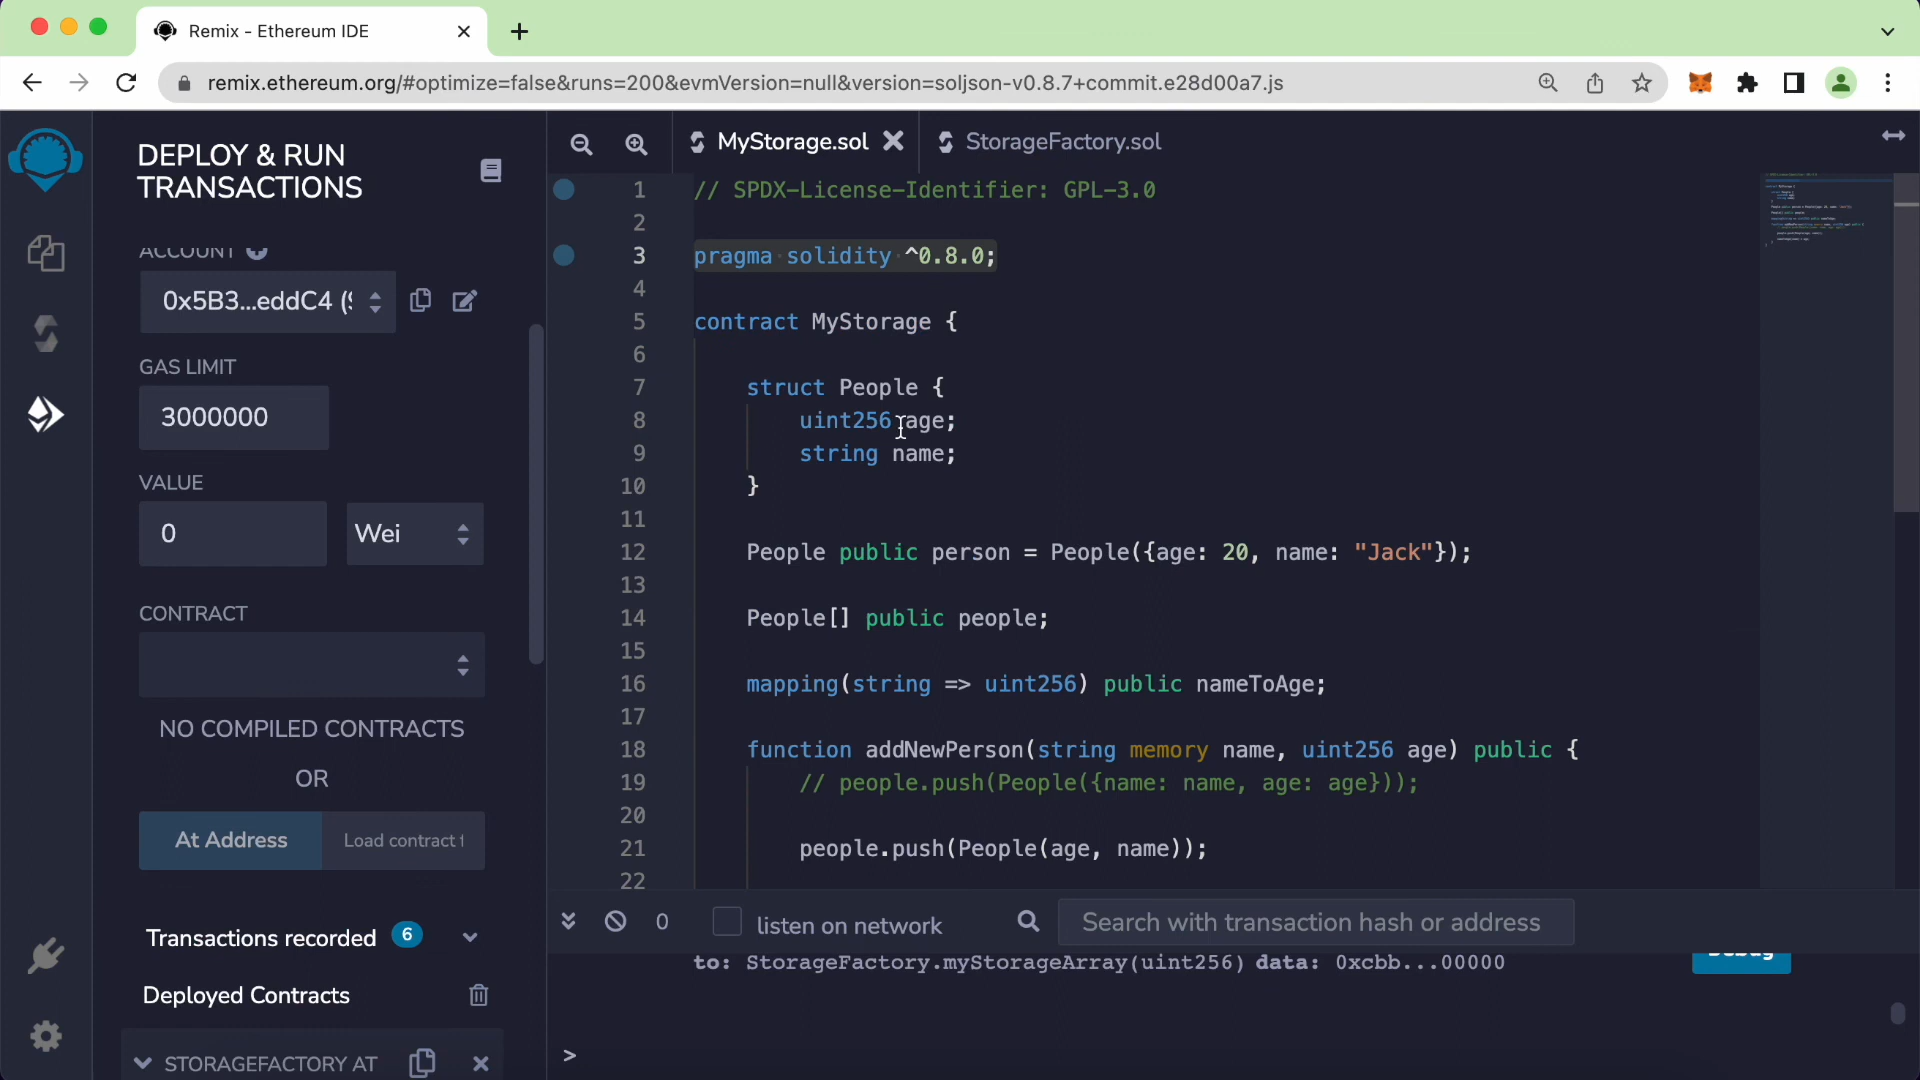 Remix - Ethereum IDE
remix.ethereum.org/#optimize=false&runs=200&evmVersion=null&version=soljson-v0.8.7+commit.e28d00a7.js
DEPLOY & RUN
TRANSACTIONS
ACCOUNT
0x5B3...eddC4 (
GAS LIMIT
3000000
VALUE
0
Wei
CONTRACT
NO COMPILED CONTRACTS
OR
At Address
Load contract f
Transactions recorded 6
Deployed Contracts
STORAGEFACTORY AT
MyStorage.sol
StorageFactory.sol
1 // SPDX-License-Identifier: GPL-3.0
2
3 pragma solidity ^0.8.0;
4
5 contract MyStorage {
6
7 struct People {
8 uint256 age;
9 string name;
10 }
11
12 People public person = People({age: 20, name: "Jack"});
13
14 People[] public people;
15
16 mapping(string => uint256) public nameToAge;
17
18 function addNewPerson(string memory name, uint256 age) public {
19 // people.push(People({name: name, age: age}));
20
21 people.push(People(age, name));
22
0
listen on network
Search with transaction hash or address
to: StorageFactory.myStorageArray(uint256) data: 0xcbb...00000
Debug
>